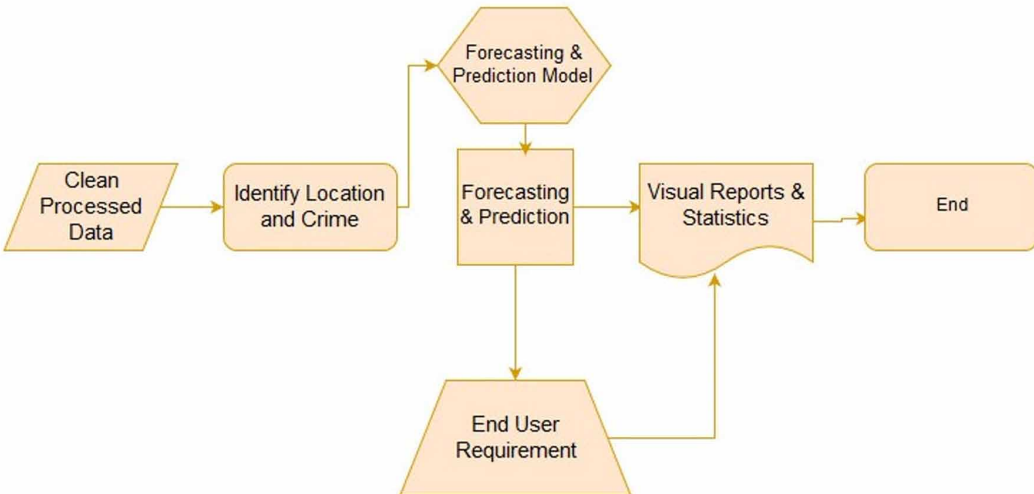 Forecasting &
Prediction Model
Clean
Processed
Data
Identify Location
and Crime
Forecasting
& Prediction
Visual Reports &
Statistics
End
End User
Requirement